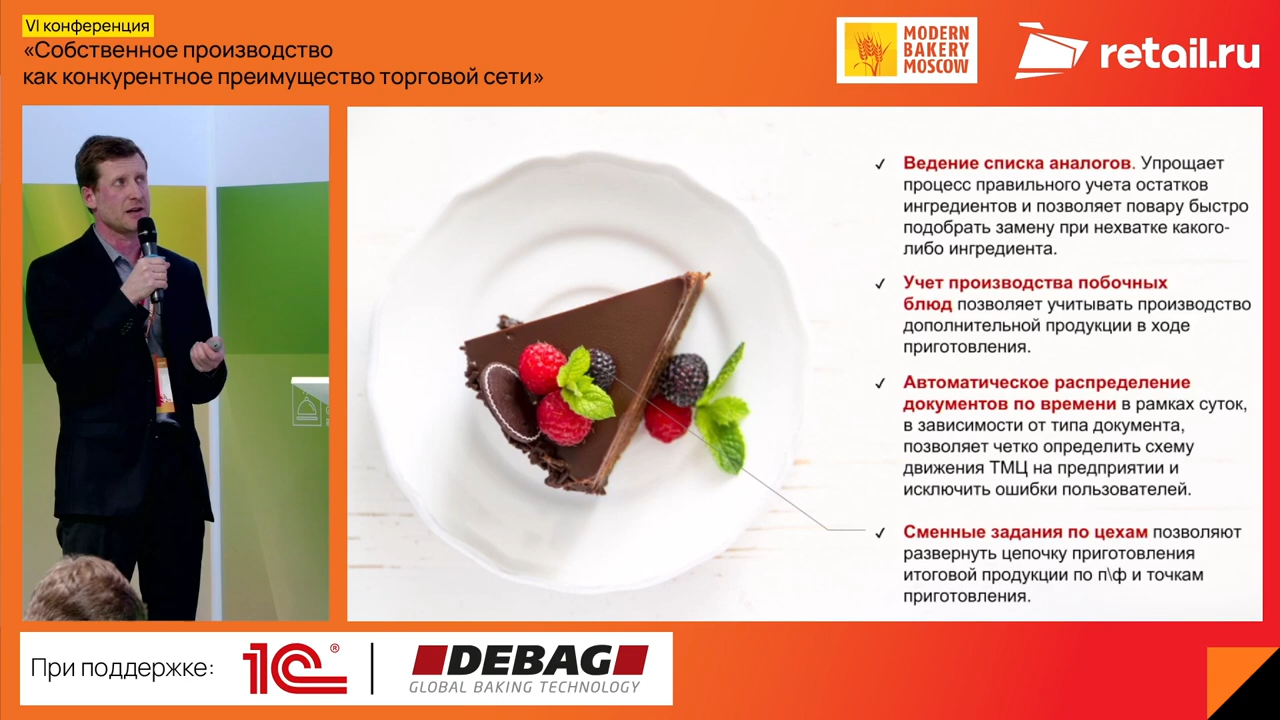 VI конференция
«Собственное производство
как конкурентное преимущество торговой сети»
MODERN
BAKERY
MOSCOW
retail.ru
✓ Ведение списка аналогов. Упрощает
процесс правильного учета остатков
ингредиентов и позволяет повару быстро
подобрать замену при нехватке какого-
либо ингредиента.
✓ Учет производства побочных
блюд позволяет учитывать производство
дополнительной продукции в ходе
приготовления.
✓ Автоматическое распределение
документов по времени в рамках суток,
в зависимости от типа документа,
позволяет четко определить схему
движения ТМЦ на предприятии и
исключить ошибки пользователей.
✓ Сменные задания по цехам позволяют
развернуть цепочку приготовления
итоговой продукции по п\ф и точкам
приготовления.
При поддержке:
1С®
DEBAG
GLOBAL BAKING TECHNOLOGY